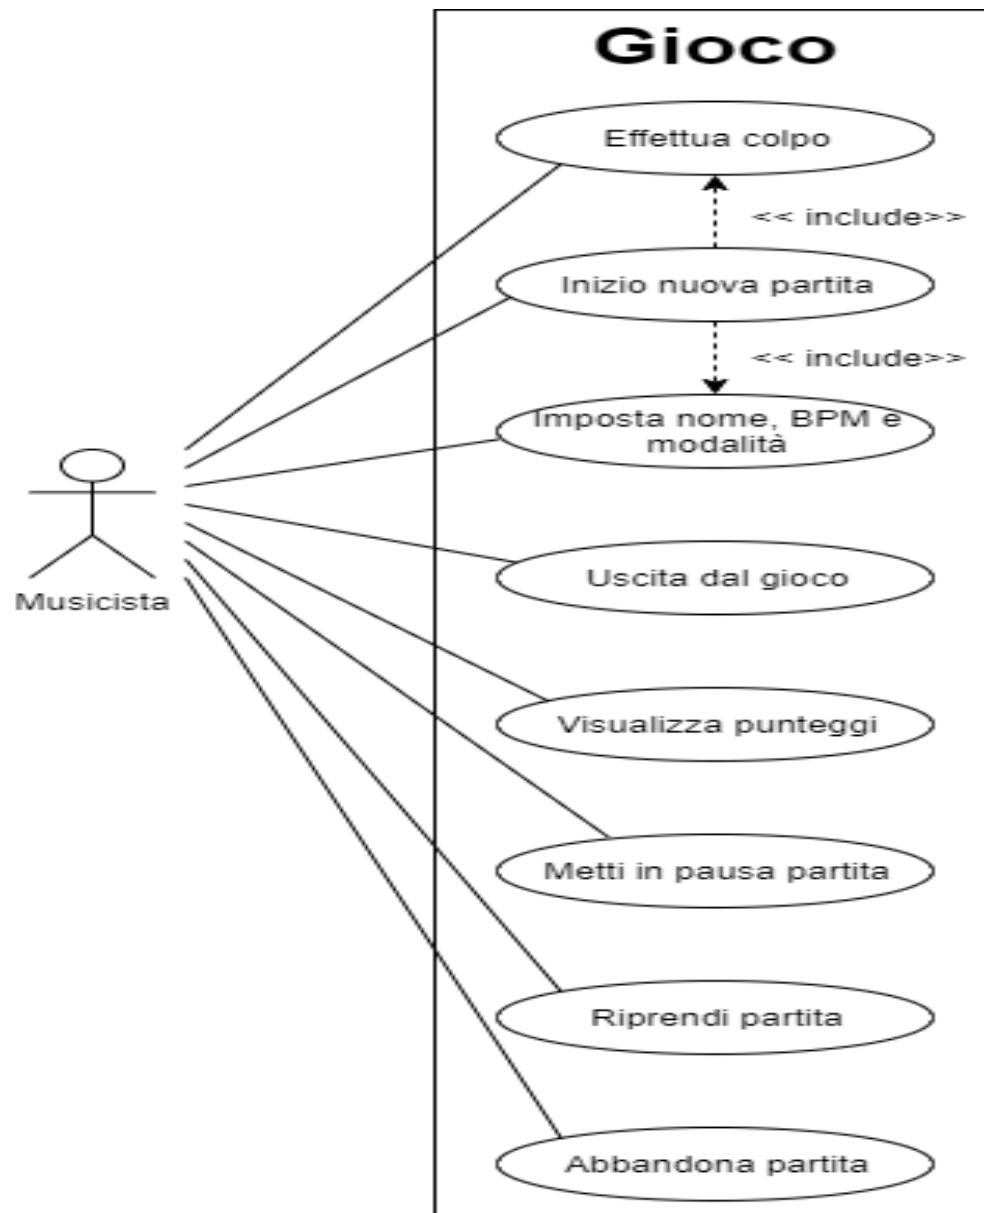 Gioco
Effettua colpo
<< include>>
Inizio nuova partita
<< include>>
Imposta nome, BPM e
modalità
Uscita dal gioco
Musicista
Visualizza punteggi
Metti in pausa partita
Riprendi partita
Abbandona partita